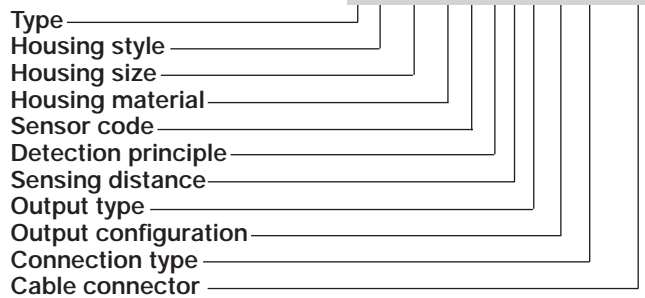 Type
Housing style
Housing size
Housing material
Sensor code
Detection principle
Sensing distance
Output type
Output configuration
Connection type
Cable connector